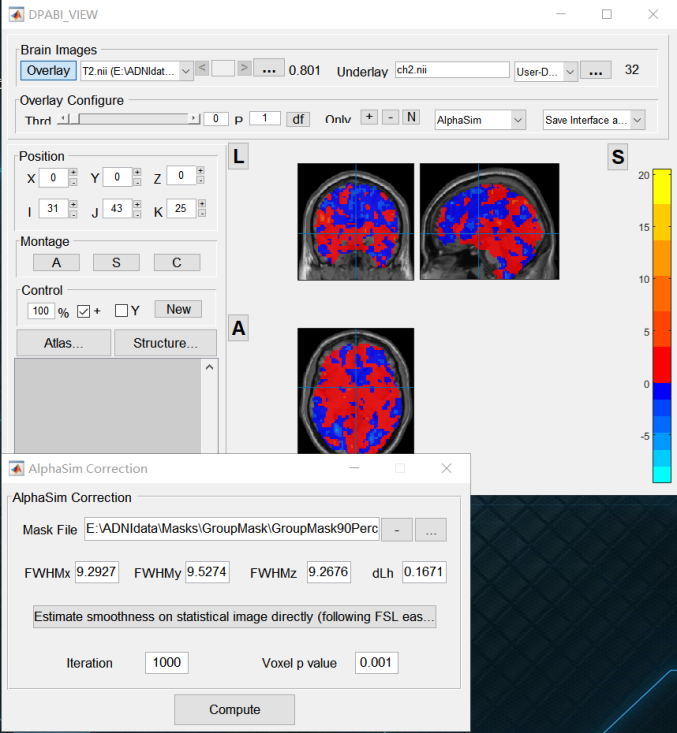 DPABI_VIEW
Brain Images
Overlay T2.nii (E:\ADNIdat... < > ... 0.801 Underlay ch2.nii User-D... ... 32
Overlay Configure
Thrd 0 P 1 df Only + - N AlphaSim Save Interface a...
Position
X 0 + - Y 0 + - Z 0 + -
I 31 + - J 43 + - K 25 + -
Montage
A S C
Control
100 % + Y New
Atlas... Structure...
L
S
A
20
15
10
5
0
-5
AlphaSim Correction
AlphaSim Correction
Mask File E:\ADNIdata\Masks\GroupMask\GroupMask90Perc - ...
FWHMx 9.2927 FWHMy 9.5274 FWHMz 9.2676 dLh 0.1671
Estimate smoothness on statistical image directly (following FSL eas...
Iteration 1000 Voxel p value 0.001
Compute